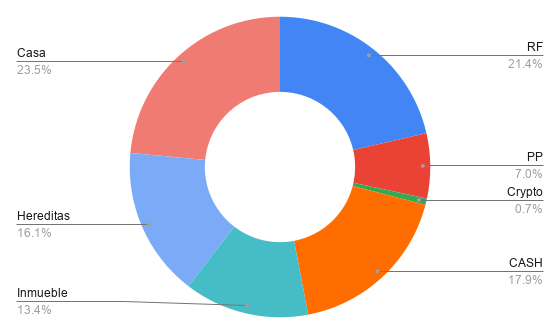 Casa
23.5%
RF
21.4%
PP
7.0%
Crypto
0.7%
Hereditas
16.1%
CASH
17.9%
Inmueble
13.4%